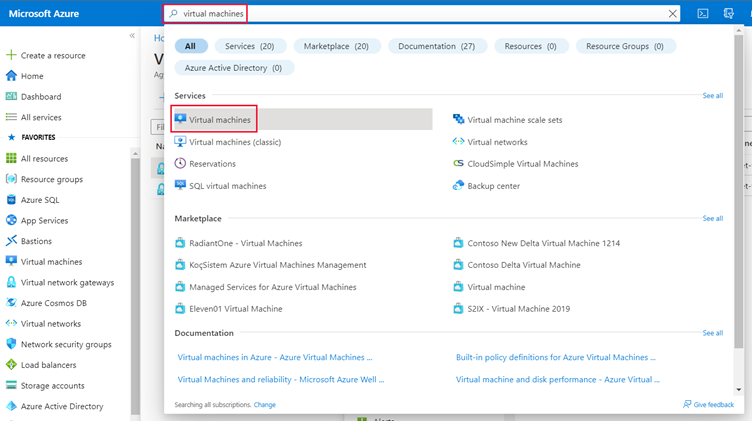 Microsoft Azure
virtual machines
Create a resource
Home
Dashboard
All services
FAVORITES
All resources
Resource groups
Azure SQL
App Services
Bastions
Virtual machines
Virtual network gateways
Azure Cosmos DB
Virtual networks
Network security groups
Load balancers
Storage accounts
Azure Active Directory
All
Services (20)
Marketplace (20)
Documentation (27)
Resources (0)
Resource Groups (0)
Azure Active Directory (0)
Services
See all
Virtual machines
Virtual machine scale sets
Virtual machines (classic)
Virtual networks
Reservations
CloudSimple Virtual Machines
SQL virtual machines
Backup center
Marketplace
See all
RadiantOne - Virtual Machines
Contoso New Delta Virtual Machine 1214
KoçSistem Azure Virtual Machines Management
Contoso Delta Virtual Machine
Managed Services for Azure Virtual Machines
Virtual machine
Eleven01 Virtual Machine
S2IX - Virtual Machine 2019
Documentation
See all
Virtual machines in Azure - Azure Virtual Machines ...
Built-in policy definitions for Azure Virtual Machines ...
Virtual Machines and reliability - Microsoft Azure Well ...
Virtual machine and disk performance - Azure Virtual ...
Searching all subscriptions. Change
Give feedback